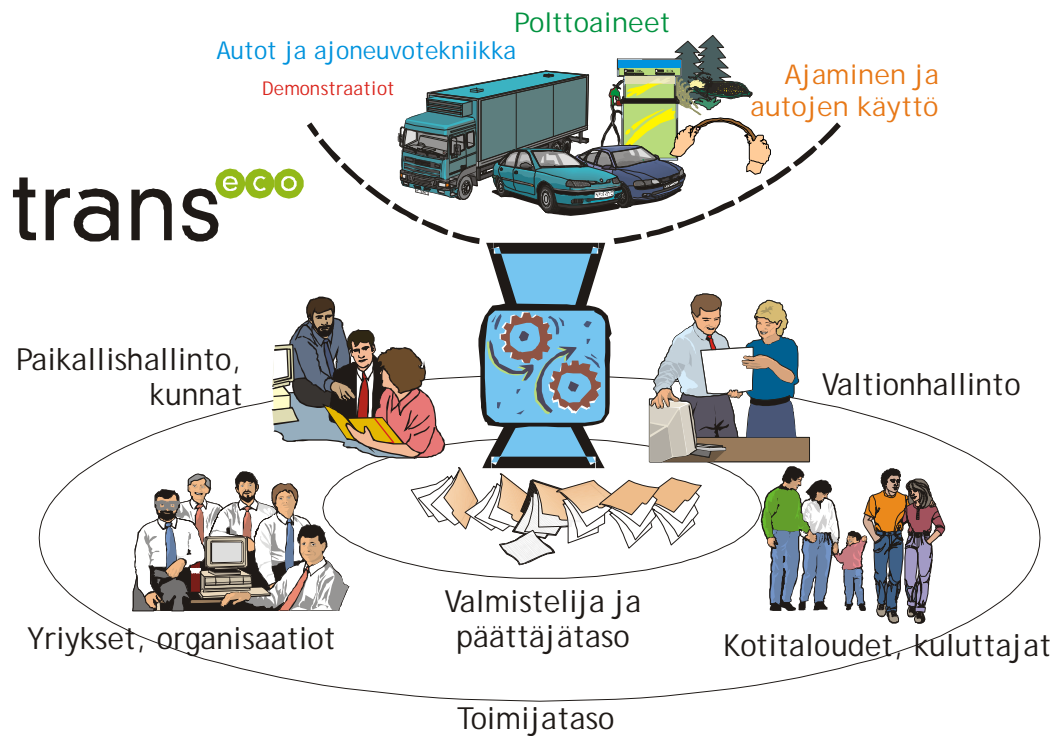 Polttoaineet
Autot ja ajoneuvotekniikka
Demonstraatiot
Ajaminen ja
autojen käyttö
trans eco
Paikallishallinto,
kunnat
Valtionhallinto
Yriykset, organisaatiot
Valmistelija ja
päättäjätaso
Kotitaloudet, kuluttajat
Toimijataso